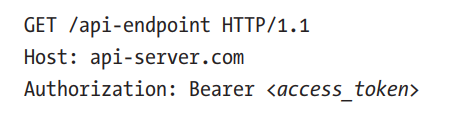 GET /api-endpoint HTTP/1.1
Host: api-server.com
Authorization: Bearer <access_token>